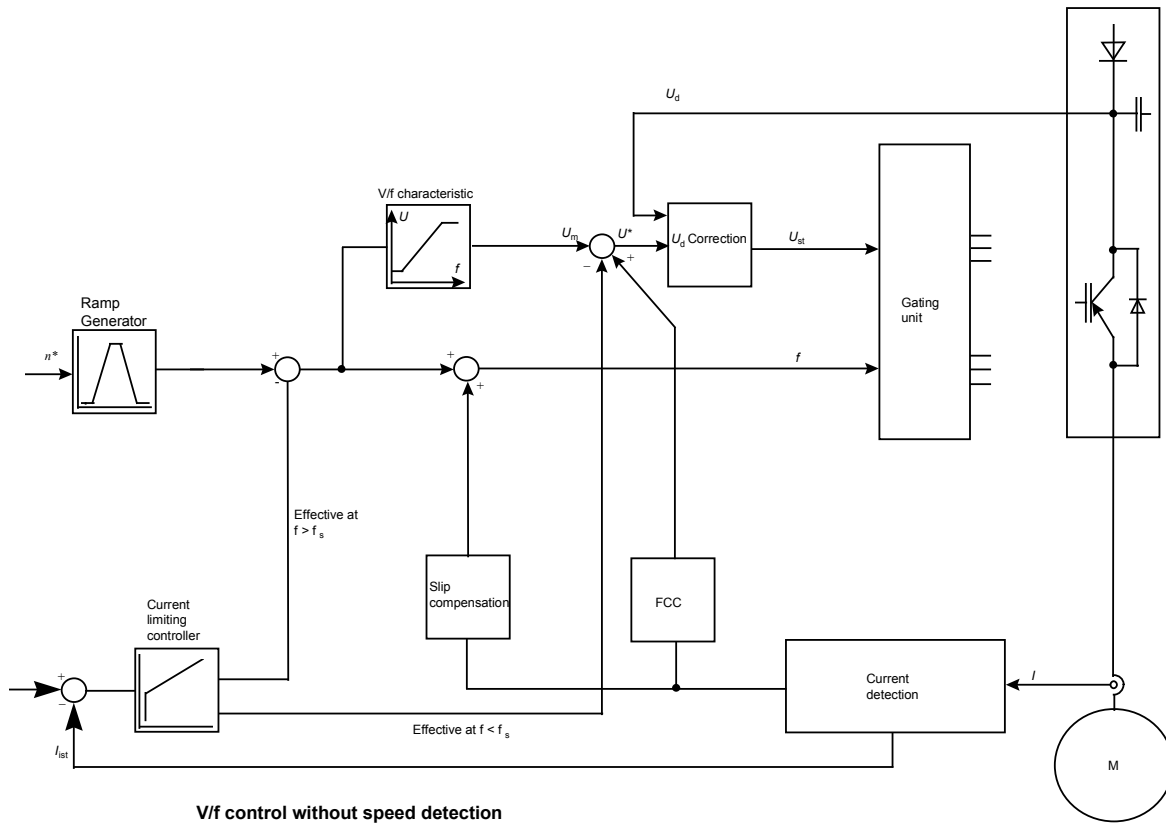 U_d
V/f characteristic
U
f
U_m
U*
−
+
U_d Correction
U_st
Gating
unit
Ramp
Generator
n*
+
-
+
+
f
Effective at
f > f_s
Slip
compensation
FCC
Current
limiting
controller
Current
detection
I
+
−
Effective at f < f_s
I_ist
M
V/f control without speed detection